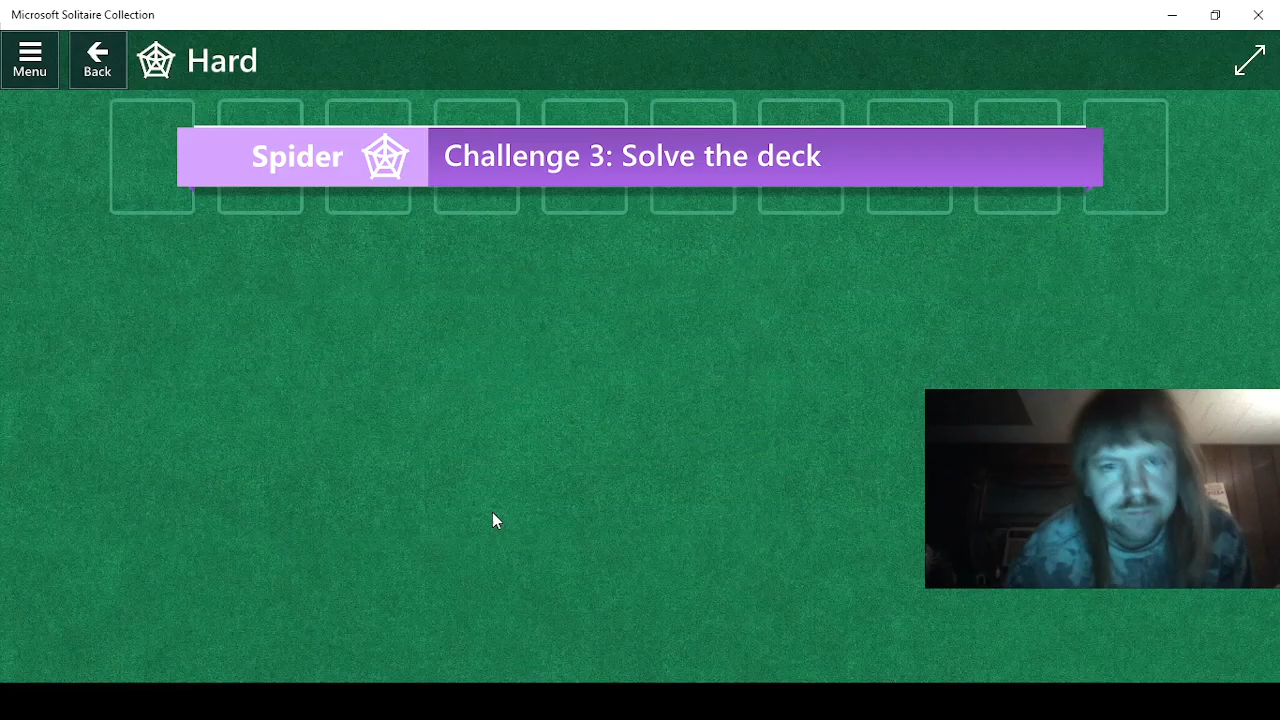 Microsoft Solitaire Collection
Menu
Back
Hard
Spider
Challenge 3: Solve the deck